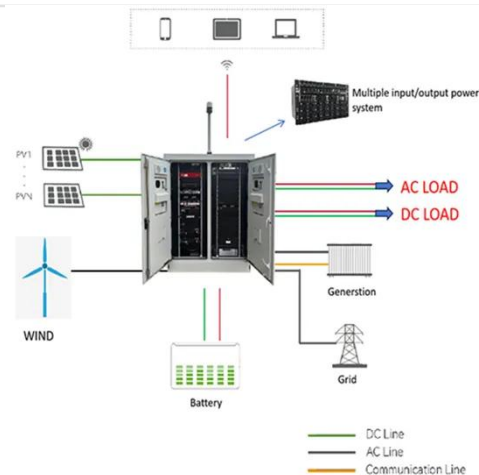 Multiple input/output power
system
PV1
PVN
AC LOAD
DC LOAD
WIND
Generstion
Grid
Battery
DC Line
AC Line
Communication Line